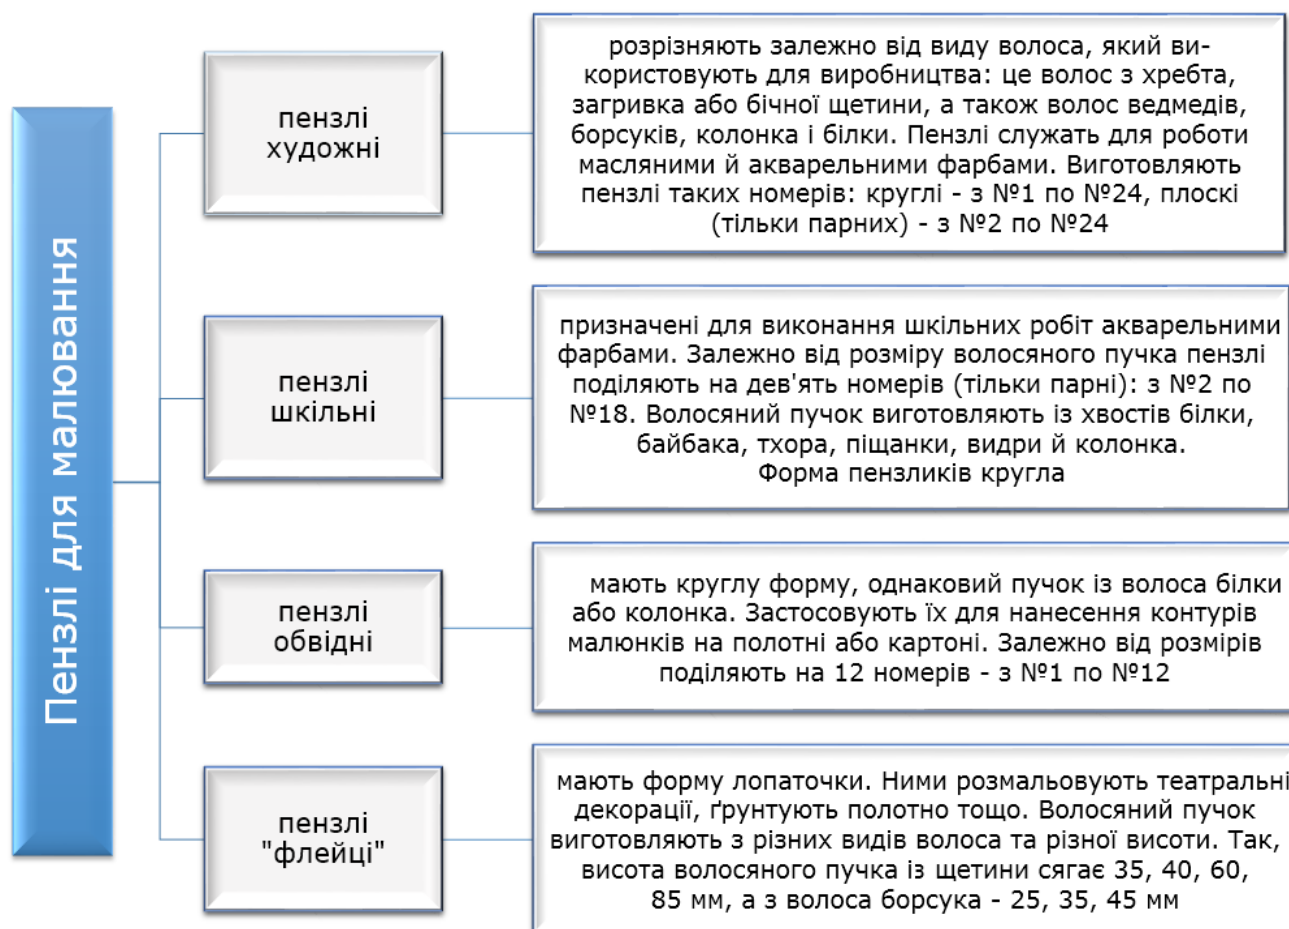 Пензлі для малювання
пензлі
художні
розрізняють залежно від виду волоса, який ви-
користовують для виробництва: це волос з хребта,
загривка або бічної щетини, а також волос ведмедів,
борсуків, колонка і білки. Пензлі служать для роботи
масляними й акварельними фарбами. Виготовляють
пензлі таких номерів: круглі - з №1 по №24, плоскі
(тільки парних) - з №2 по №24
пензлі
шкільні
призначені для виконання шкільних робіт акварельними
фарбами. Залежно від розміру волосяного пучка пензлі
поділяють на дев'ять номерів (тільки парні): з №2 по
№18. Волосяний пучок виготовляють із хвостів білки,
байбака, тхора, піщанки, видри й колонка.
Форма пензликів кругла
пензлі
обвідні
мають круглу форму, однаковий пучок із волоса білки
або колонка. Застосовують їх для нанесення контурів
малюнків на полотні або картоні. Залежно від розмірів
поділяють на 12 номерів - з №1 по №12
пензлі
"флейці"
мають форму лопаточки. Ними розмальовують театральні
декорації, ґрунтують полотно тощо. Волосяний пучок
виготовляють з різних видів волоса та різної висоти. Так,
висота волосяного пучка із щетини сягає 35, 40, 60,
85 мм, а з волоса борсука - 25, 35, 45 мм